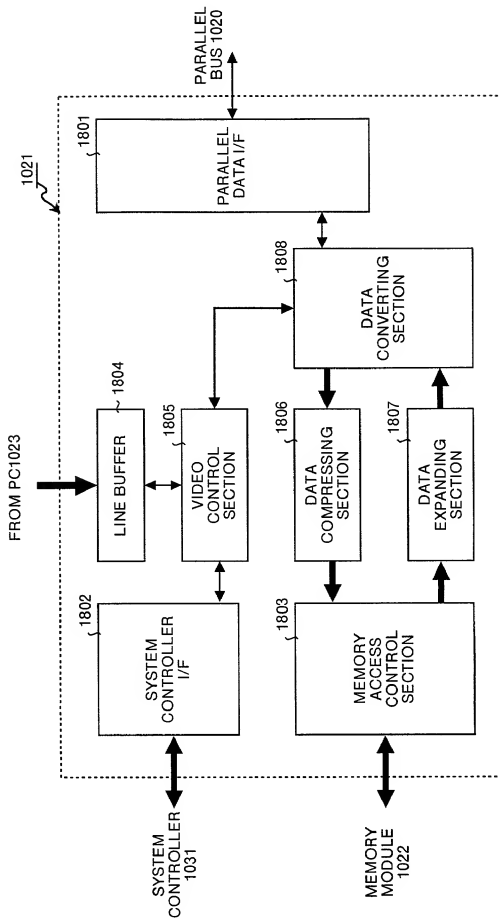 FROM PC1023
1804
LINE BUFFER
1021
PARALLEL
BUS 1020
SYSTEM
CONTROLLER
1031
1802
SYSTEM
CONTROLLER
I/F
1805
VIDEO
CONTROL
SECTION
1801
PARALLEL
DATA I/F
MEMORY
MODULE
1022
1803
MEMORY
ACCESS
CONTROL
SECTION
1806
DATA
COMPRESSING
SECTION
1807
DATA
EXPANDING
SECTION
1808
DATA
CONVERTING
SECTION